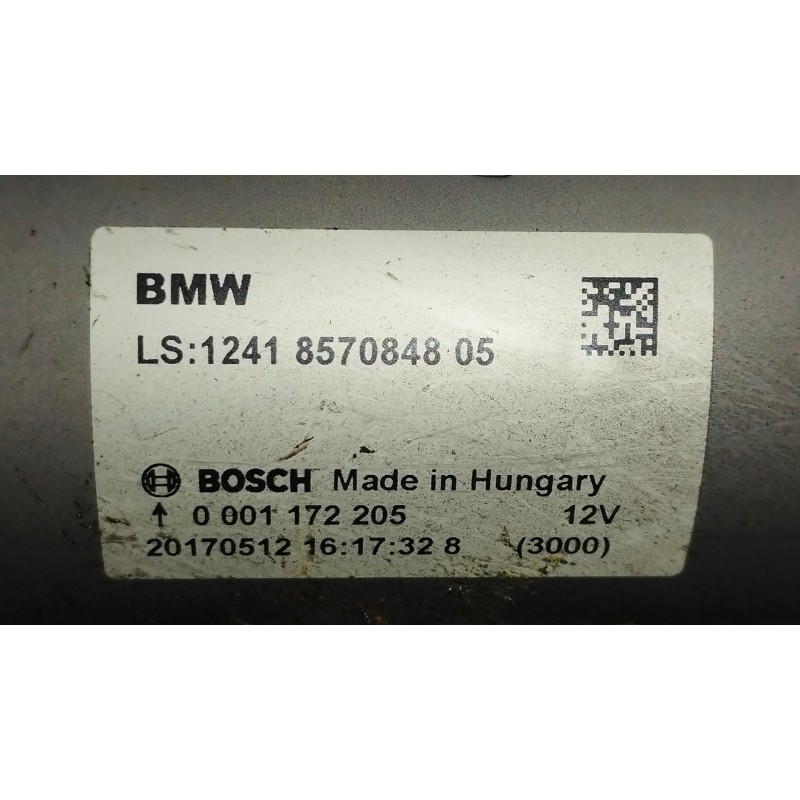 BMW
LS:1241 8570848 05
BOSCH Made in Hungary
↑ 0 001 172 205 12V
20170512 16:17:32 8 (3000)